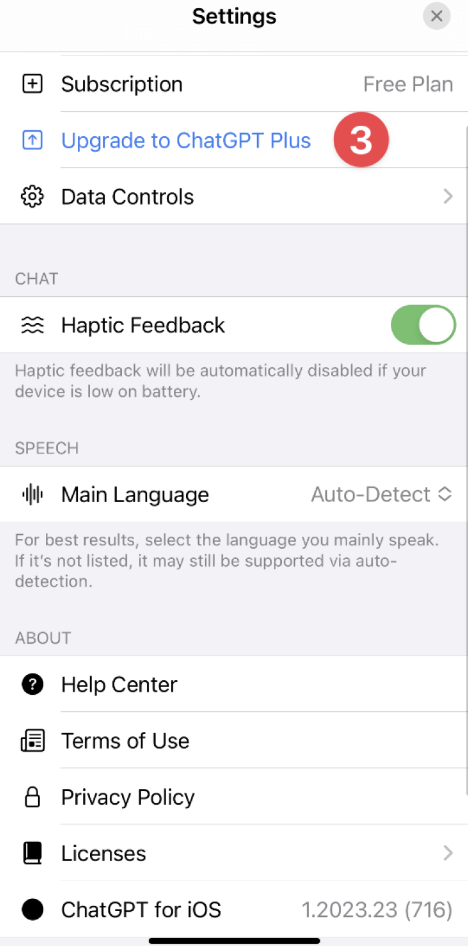 Settings
Subscription Free Plan
Upgrade to ChatGPT Plus 3
Data Controls
CHAT
Haptic Feedback
Haptic feedback will be automatically disabled if your
device is low on battery.
SPEECH
Main Language Auto-Detect
For best results, select the language you mainly speak.
If it's not listed, it may still be supported via auto-
detection.
ABOUT
Help Center
Terms of Use
Privacy Policy
Licenses
ChatGPT for iOS 1.2023.23 (716)